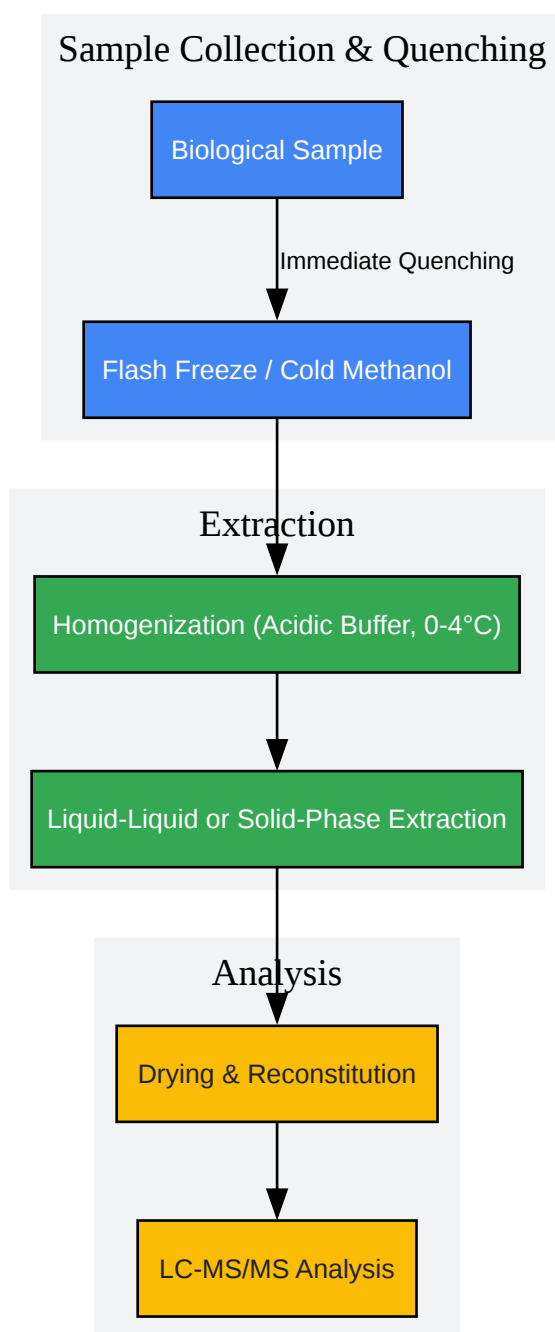 Sample Collection & Quenching
Biological Sample
Immediate Quenching
Flash Freeze / Cold Methanol
Extraction
Homogenization (Acidic Buffer, 0-4°C)
Liquid-Liquid or Solid-Phase Extraction
Analysis
Drying & Reconstitution
LC-MS/MS Analysis